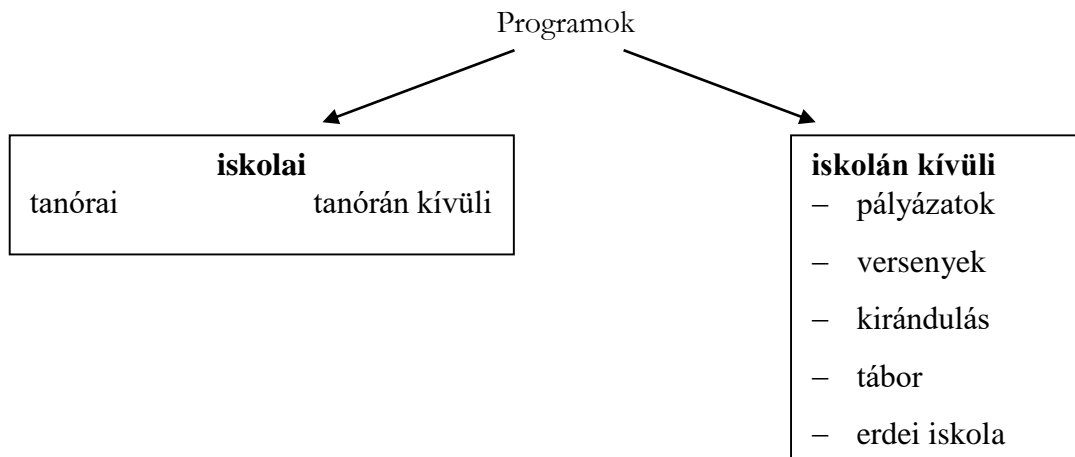 Programok
iskolai
tanórai tanórán kívüli
iskolán kívüli
– pályázatok
– versenyek
– kirándulás
– tábor
– erdei iskola